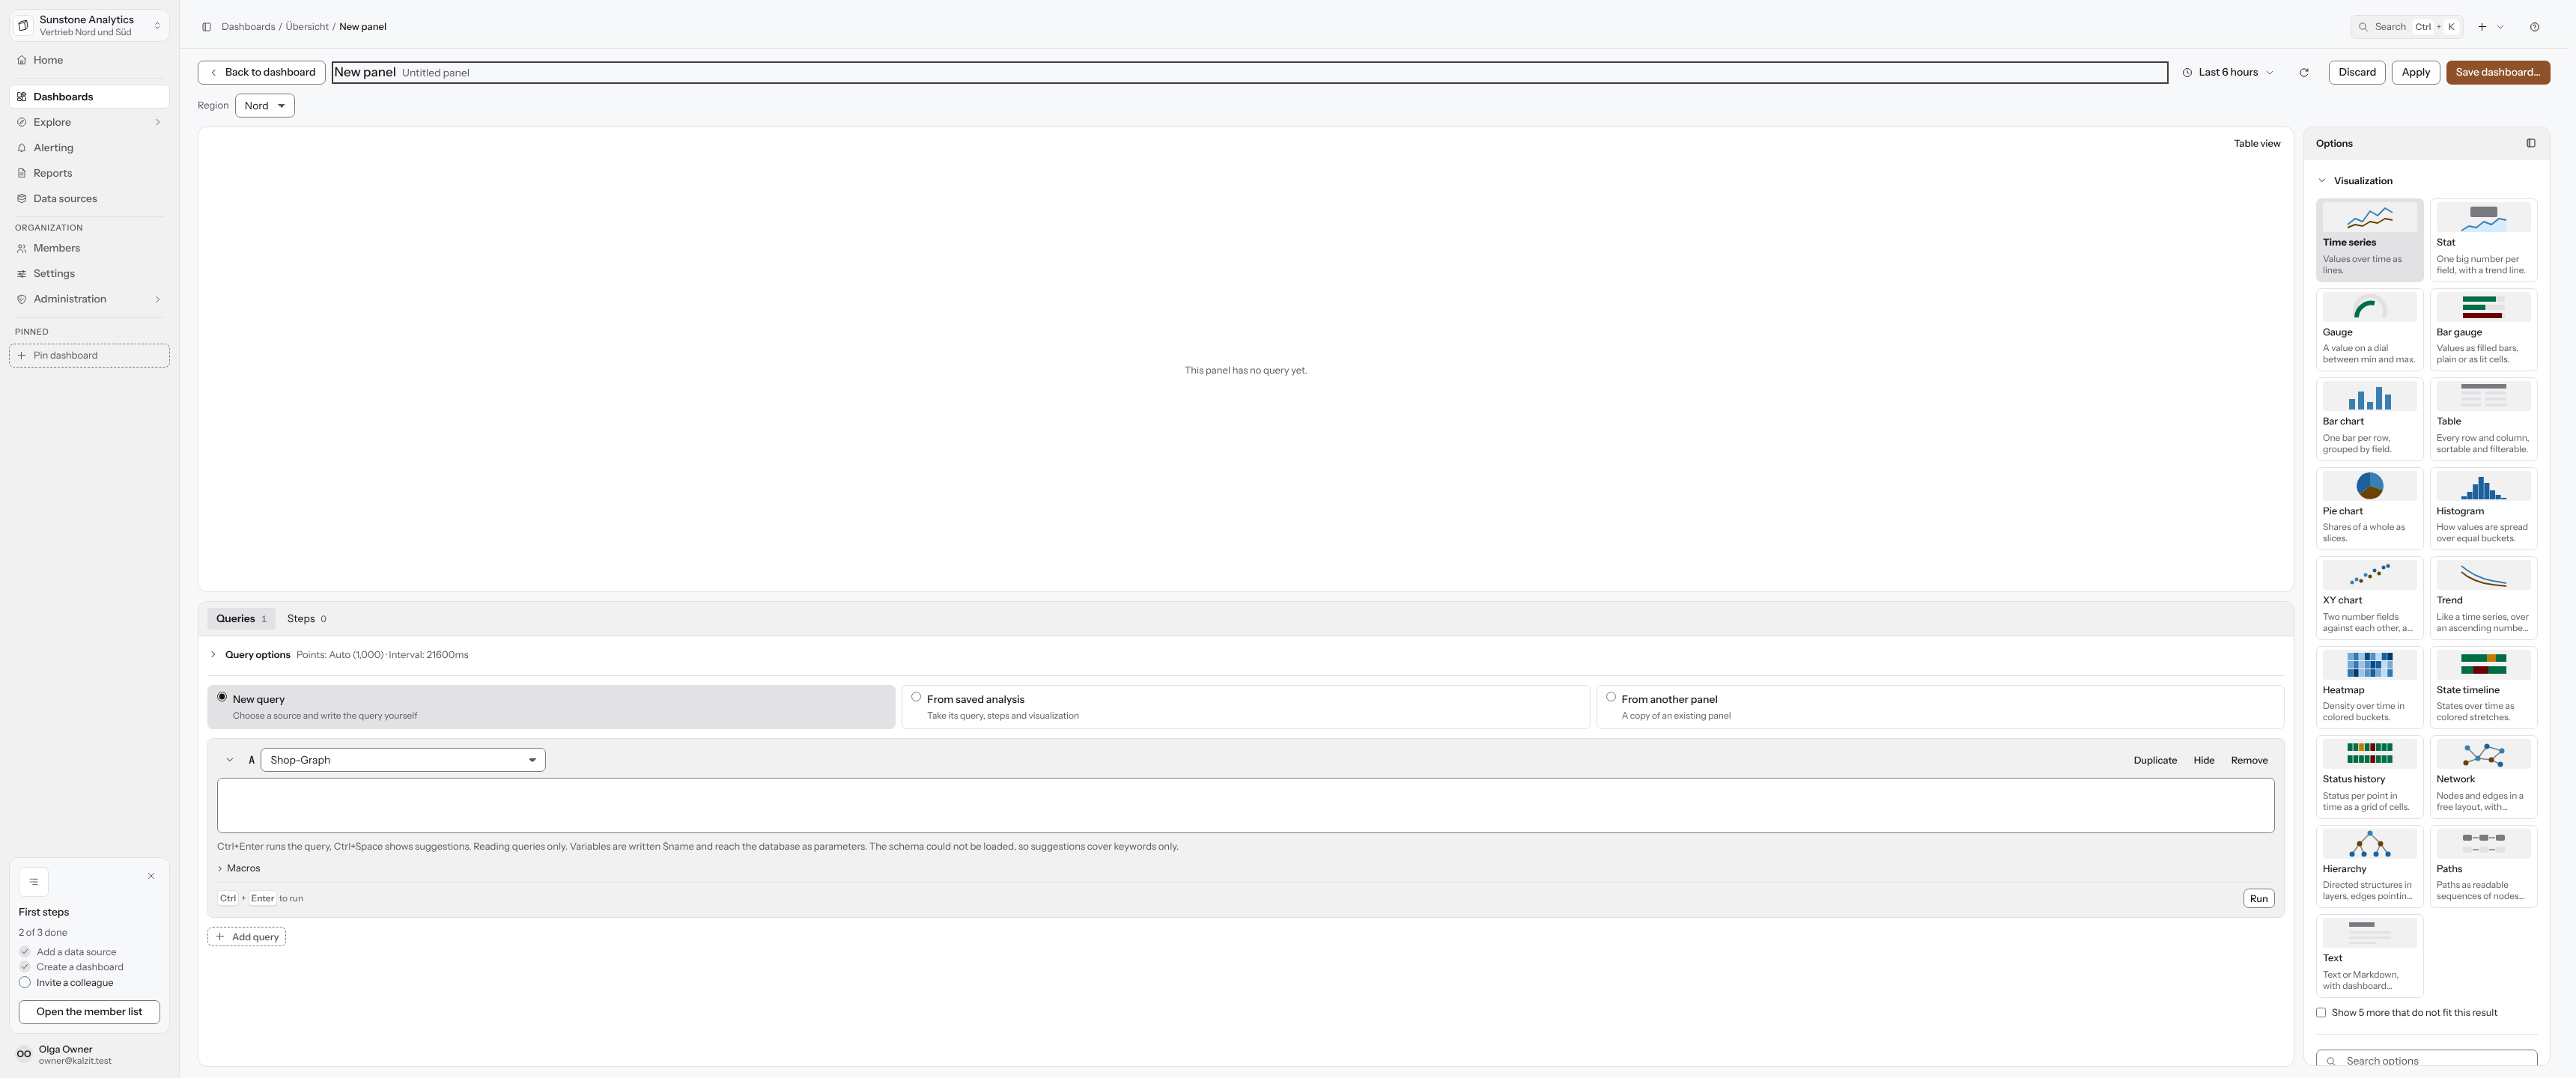 Sunstone Analytics
Vertrieb Nord und Süd
Home
Dashboards
Explore
Alerting
Reports
Data sources
ORGANIZATION
Members
Settings
Administration
PINNED
Pin dashboard
First steps
2 of 3 done
Add a data source
Create a dashboard
Invite a colleague
Open the member list
OO
Olga Owner
owner@kalzit.test
Dashboards / Übersicht / New panel
Search Ctrl + K
Back to dashboard
New panel Untitled panel
Last 6 hours
Discard
Apply
Save dashboard...
Region Nord
Table view
This panel has no query yet.
Queries 1
Steps 0
Query options Points: Auto (1,000) · Interval: 21600ms
New query
Choose a source and write the query yourself
From saved analysis
Take its query, steps and visualization
From another panel
A copy of an existing panel
A Shop-Graph
Duplicate
Hide
Remove
Ctrl+Enter runs the query, Ctrl+Space shows suggestions. Reading queries only. Variables are written $name and reach the database as parameters. The schema could not be loaded, so suggestions cover keywords only.
Macros
Ctrl + Enter to run
Run
Add query
Options
Visualization
Time series
Values over time as
lines.
Stat
One big number per
field, with a trend line.
Gauge
A value on a dial
between min and max.
Bar gauge
Values as filled bars,
plain or as lit cells.
Bar chart
One bar per row,
grouped by field.
Table
Every row and column,
sortable and filterable.
Pie chart
Shares of a whole as
slices.
Histogram
How values are spread
over equal buckets.
XY chart
Two number fields
against each other, a...
Trend
Like a time series, over
an ascending numbe...
Heatmap
Density over time in
colored buckets.
State timeline
States over time as
colored stretches.
Status history
Status per point in
time as a grid of cells.
Network
Nodes and edges in a
free layout, with...
Hierarchy
Directed structures in
layers, edges pointin...
Paths
Paths as readable
sequences of nodes...
Text
Text or Markdown,
with dashboard...
Show 5 more that do not fit this result
Search options